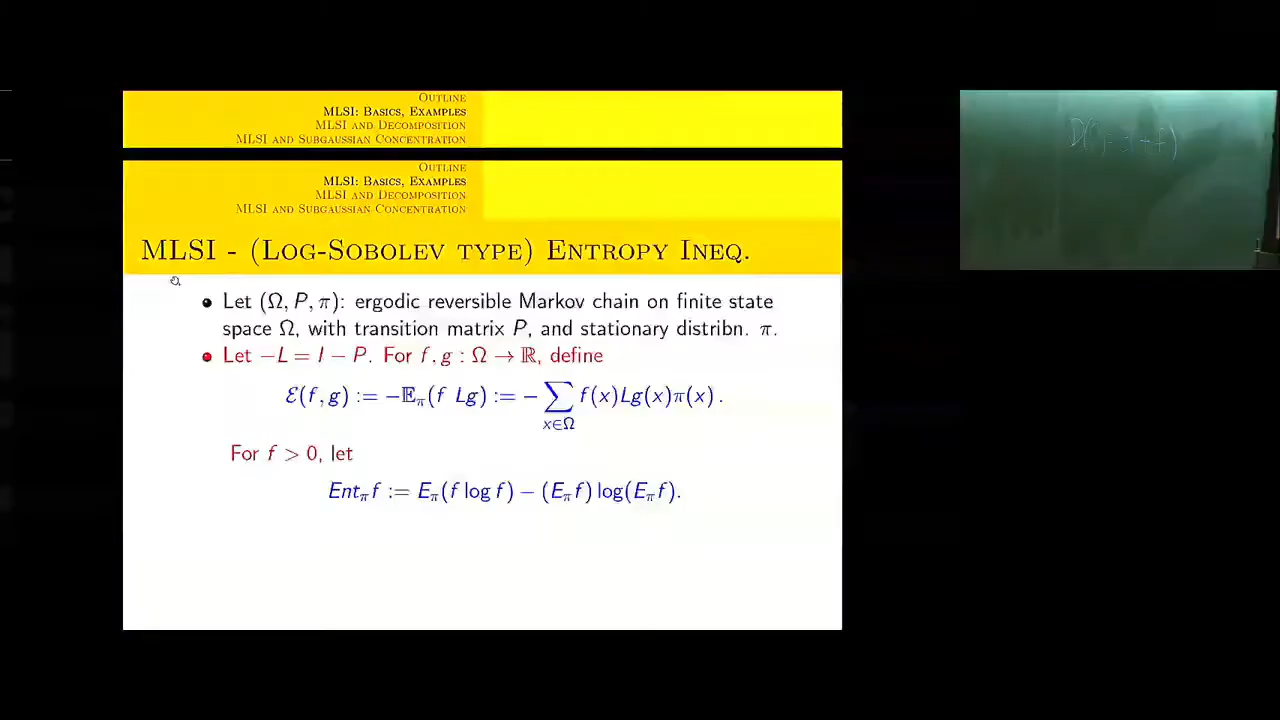 OUTLINE
MLSI: BASICS, EXAMPLES
MLSI AND DECOMPOSITION
MLSI AND SUBGAUSSIAN CONCENTRATION
OUTLINE
MLSI: BASICS, EXAMPLES
MLSI AND DECOMPOSITION
MLSI AND SUBGAUSSIAN CONCENTRATION
MLSI - (LOG-SOBOLEV TYPE) ENTROPY INEQ.
Let (Ω, P, π): ergodic reversible Markov chain on finite state
space Ω, with transition matrix P, and stationary distribn. π.
Let −L = I − P. For f, g : Ω → ℝ, define
ℰ(f, g) := −𝔼_π(f Lg) := − ∑_{x∈Ω} f(x)Lg(x)π(x) .
For f > 0, let
Ent_π f := E_π(f log f) − (E_π f) log(E_π f).